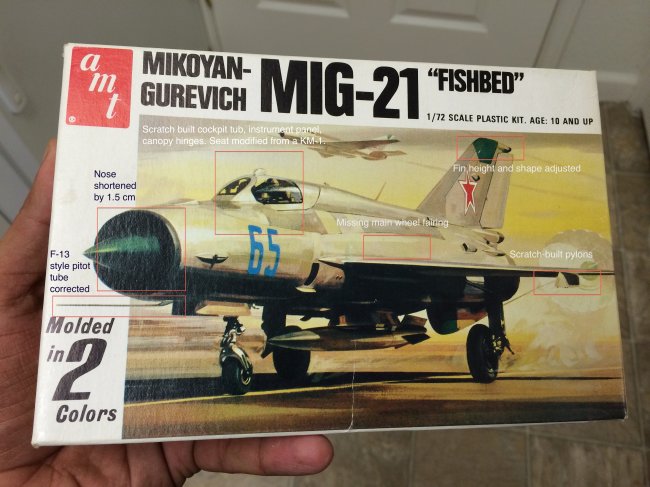 amt
®
MIKOYAN-
GUREVICH
MIG-21
"FISHBED"
1/72 SCALE PLASTIC KIT. AGE: 10 AND UP
Scratch built cockpit tub, instrument panel,
canopy hinges. Seat modified from a KM-1.
Fin height and shape adjusted
Nose
shortened
by 1.5 cm
Missing main wheel fairing
F-13
style pitot
tube
corrected
Scratch-built pylons
65
Molded
in 2
Colors